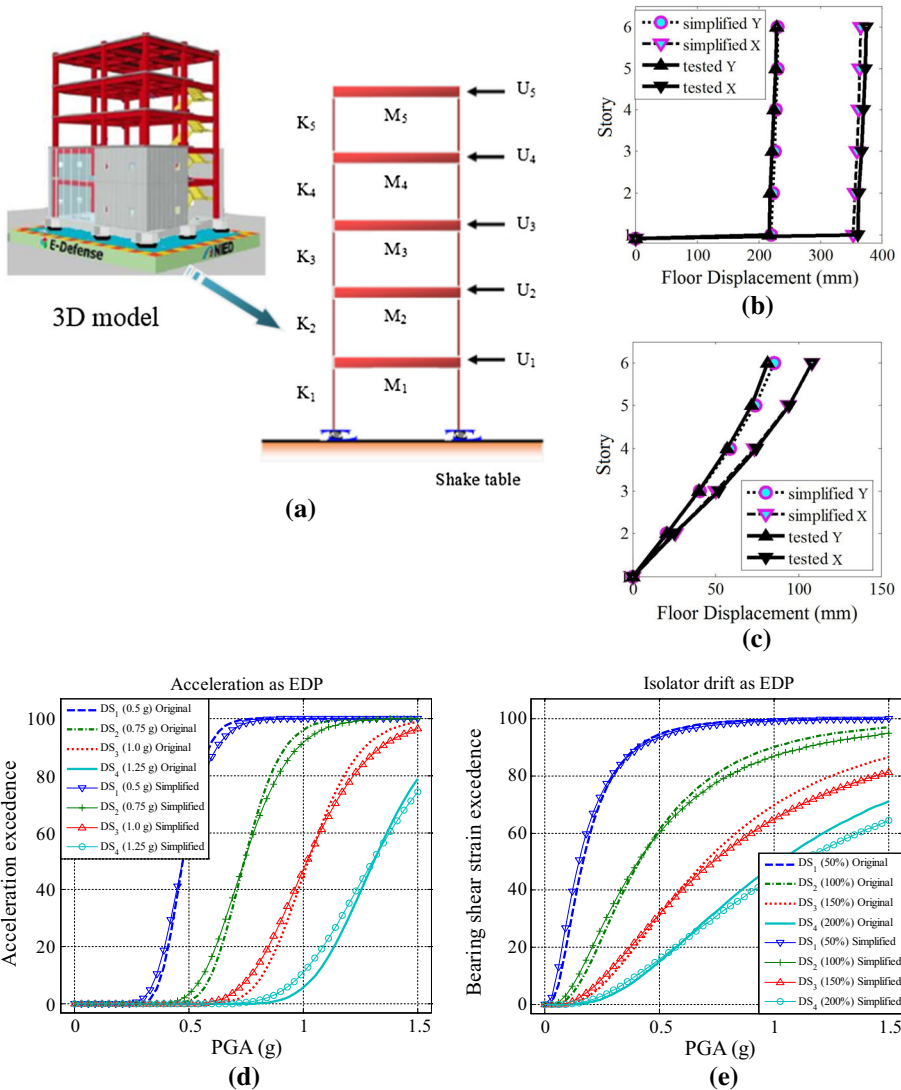 E-Defense
NIED
3D model
K5
K4
K3
K2
K1
M5
M4
M3
M2
M1
U5
U4
U3
U2
U1
Shake table
(a)
simplified Y
simplified X
tested Y
tested X
Story
6
5
4
3
2
1
0 100 200 300 400
Floor Displacement (mm)
(b)
Story
6
5
4
3
2
simplified Y
simplified X
tested Y
tested X
0 50 100 150
Floor Displacement (mm)
(c)
Acceleration as EDP
DS1 (0.5 g) Original
DS2 (0.75 g) Original
DS3 (1.0 g) Original
DS4 (1.25 g) Original
DS1 (0.5 g) Simplified
DS2 (0.75 g) Simplified
DS3 (1.0 g) Simplified
DS4 (1.25 g) Simplified
Acceleration excedence
100
80
60
40
20
0
0 0.5 1 1.5
PGA (g)
(d)
Isolator drift as EDP
Bearing shear strain excedence
100
80
60
40
20
0
DS1 (50%) Original
DS2 (100%) Original
DS3 (150%) Original
DS4 (200%) Original
DS1 (50%) Simplified
DS2 (100%) Simplified
DS3 (150%) Simplified
DS4 (200%) Simplified
0 0.5 1 1.5
PGA (g)
(e)